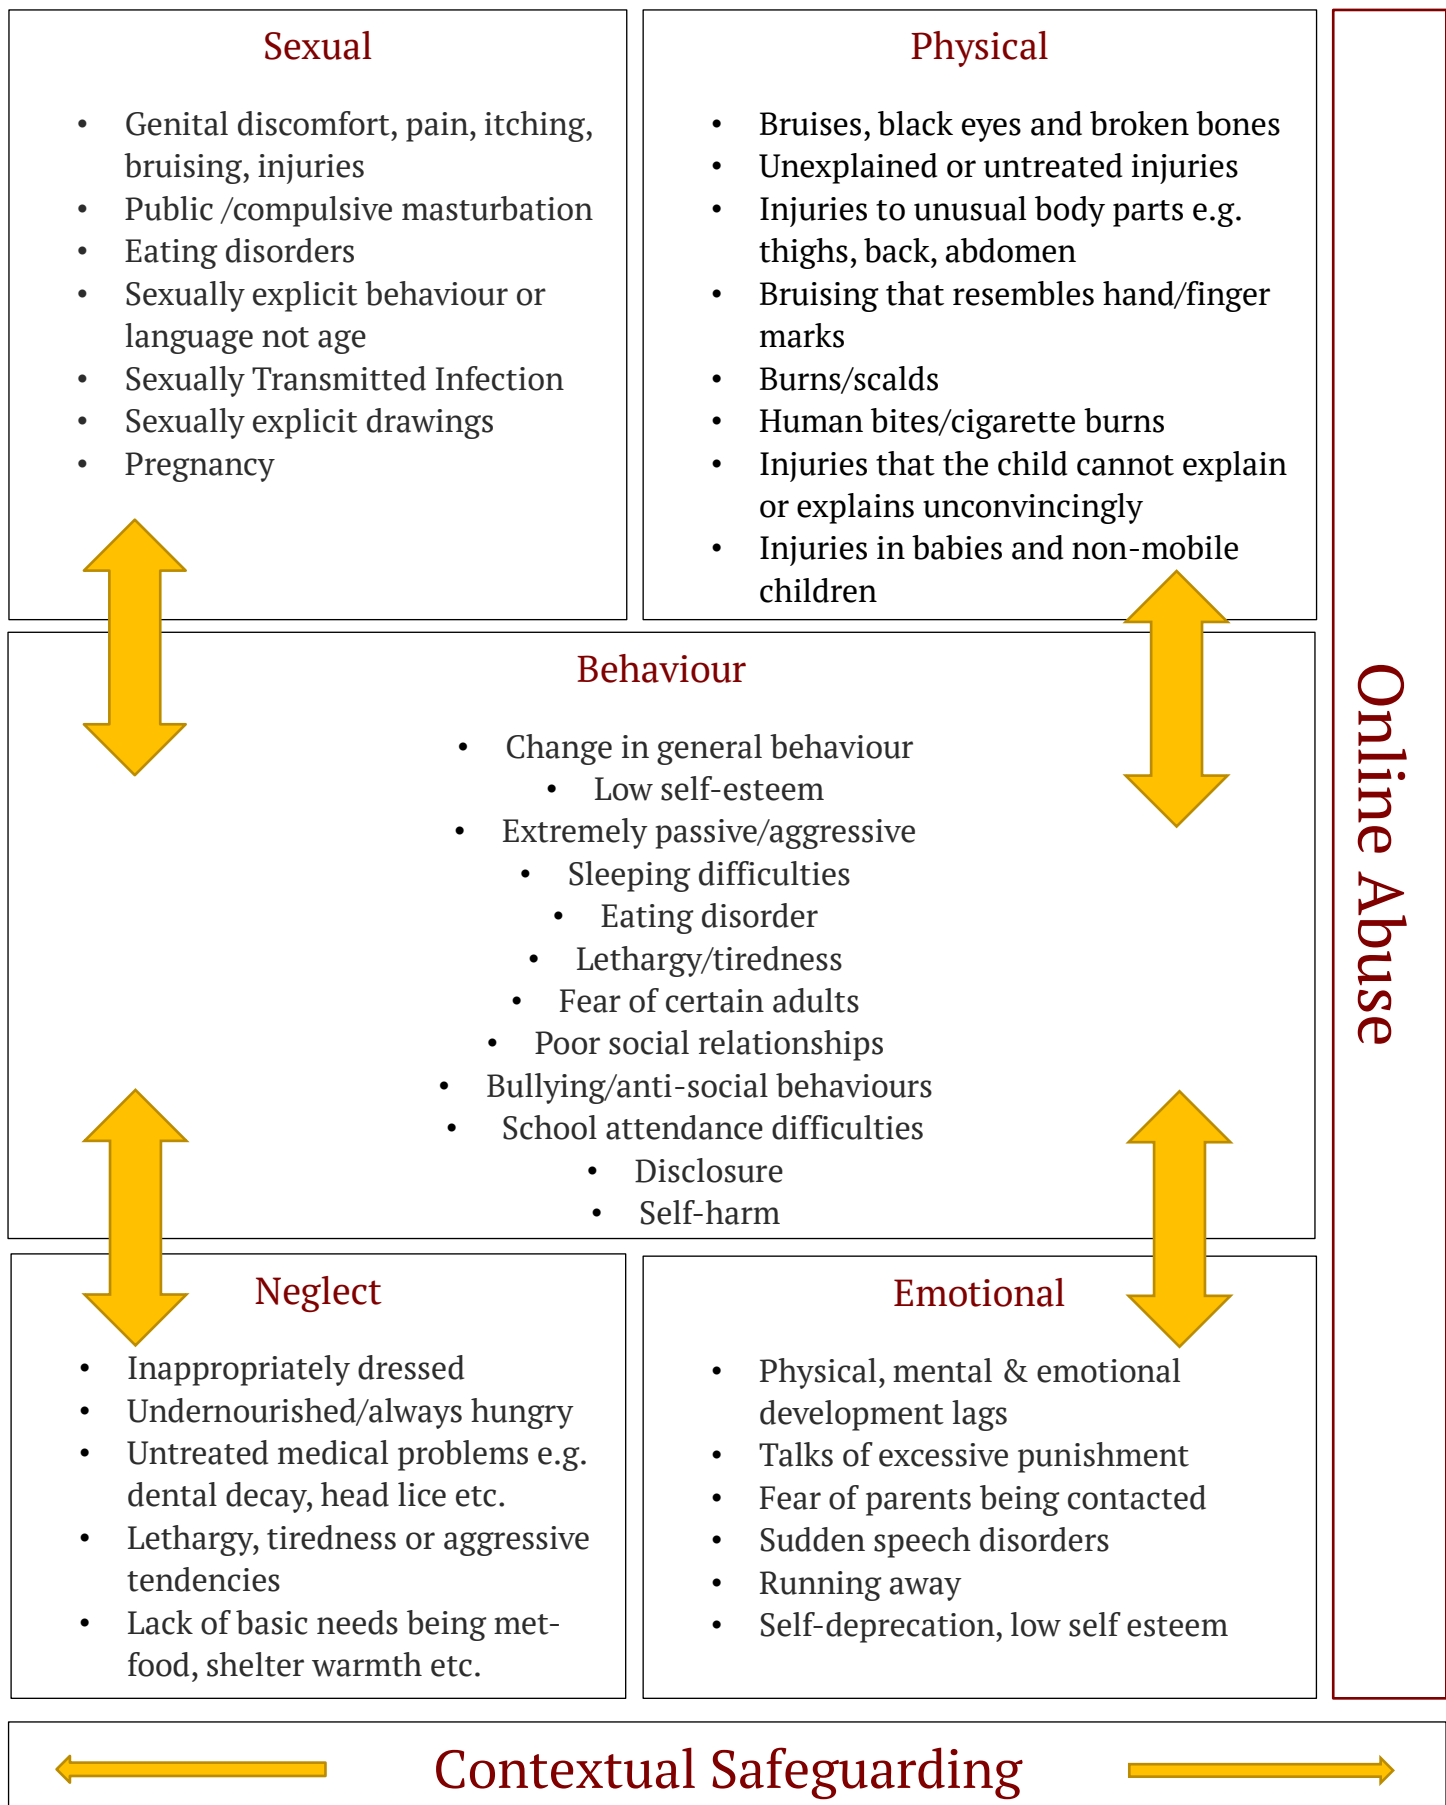 Sexual
• Genital discomfort, pain, itching,
bruising, injuries
• Public /compulsive masturbation
• Eating disorders
• Sexually explicit behaviour or
language not age
• Sexually Transmitted Infection
• Sexually explicit drawings
• Pregnancy
Physical
• Bruises, black eyes and broken bones
• Unexplained or untreated injuries
• Injuries to unusual body parts e.g.
thighs, back, abdomen
• Bruising that resembles hand/finger
marks
• Burns/scalds
• Human bites/cigarette burns
• Injuries that the child cannot explain
or explains unconvincingly
• Injuries in babies and non-mobile
children
Behaviour
• Change in general behaviour
• Low self-esteem
• Extremely passive/aggressive
• Sleeping difficulties
• Eating disorder
• Lethargy/tiredness
• Fear of certain adults
• Poor social relationships
• Bullying/anti-social behaviours
• School attendance difficulties
• Disclosure
• Self-harm
Neglect
• Inappropriately dressed
• Undernourished/always hungry
• Untreated medical problems e.g.
dental decay, head lice etc.
• Lethargy, tiredness or aggressive
tendencies
• Lack of basic needs being met-
food, shelter warmth etc.
Emotional
• Physical, mental & emotional
development lags
• Talks of excessive punishment
• Fear of parents being contacted
• Sudden speech disorders
• Running away
• Self-deprecation, low self esteem
Online Abuse
Contextual Safeguarding